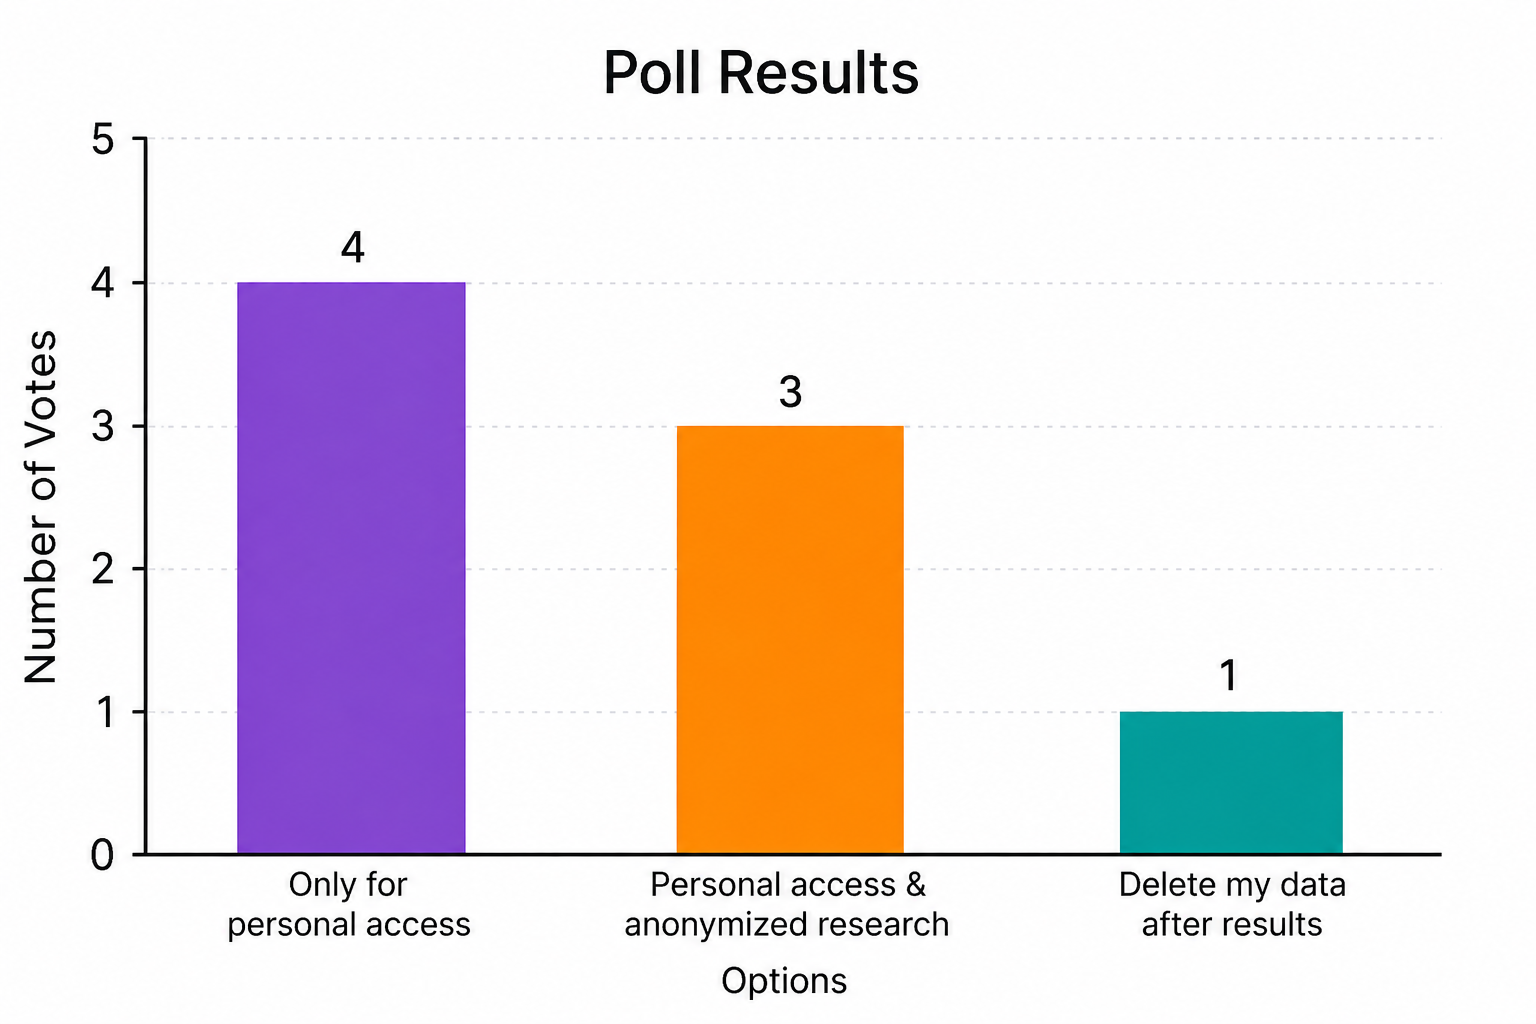 Poll Results
Number of Votes
5
4
3
2
1
0
4
3
1
Only for
personal access
Personal access &
anonymized research
Delete my data
after results
Options